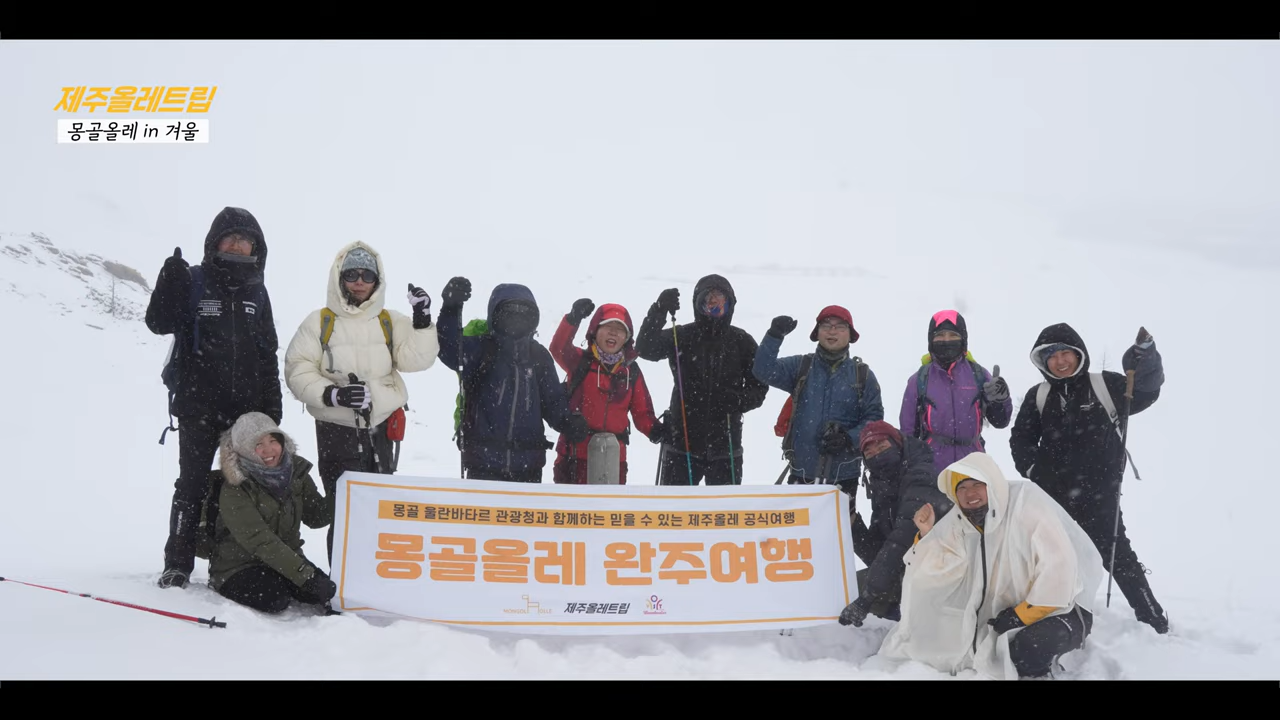 제주올레트립
몽골올레 in 겨울
몽골 울란바타르 관광청과 함께하는 믿을 수 있는 제주올레 공식여행
몽골올레 완주여행
제주올레트립